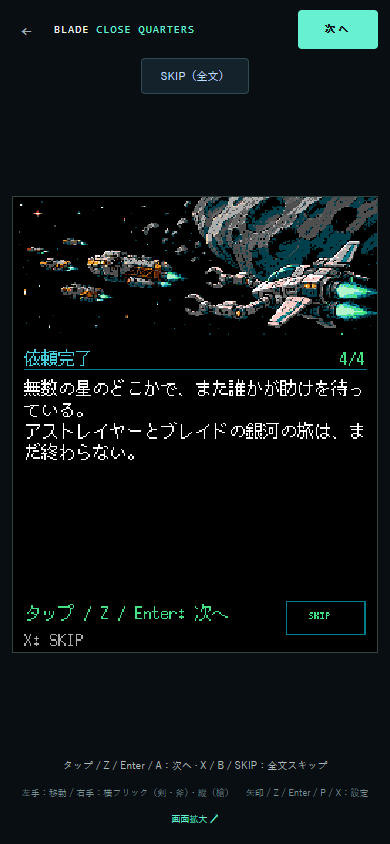 ← BLADE CLOSE QUARTERS 次へ
SKIP（全文）
依頼完了 4/4
無数の星のどこかで、また誰かが助けを待っ
ている。
アストレイヤーとブレイドの銀河の旅は、ま
だ終わらない。
タップ / Z / Enter: 次へ SKIP
X: SKIP
タップ / Z / Enter / A：次へ · X / B / SKIP：全文スキップ
左手：移動 / 右手：横フリック（剣・斧）・縦（槍） 矢印 / Z / Enter / P / X：設定
画面拡大 ⤢